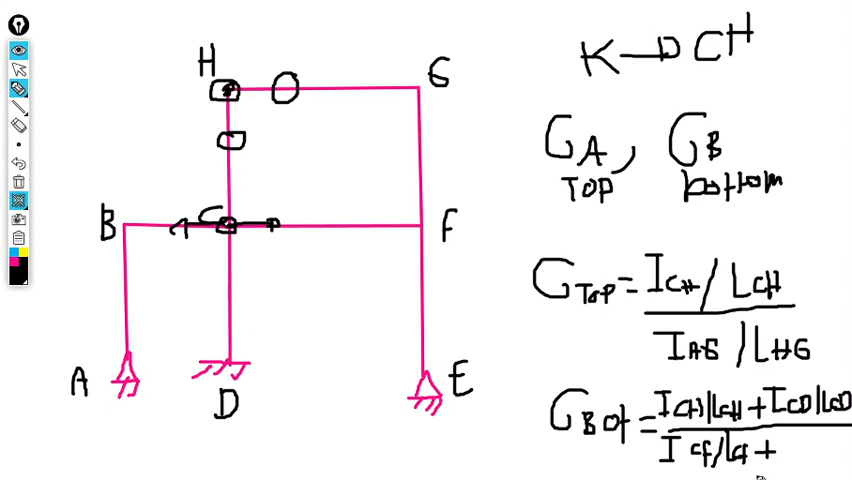 H
G
B
C
F
A
D
E
K → CH
GA, GB
TOP bottom
GTOP = ICH/LCH
IHG/LHG
GBot = ICH/LCH + ICD/LCD
ICF/LCF +